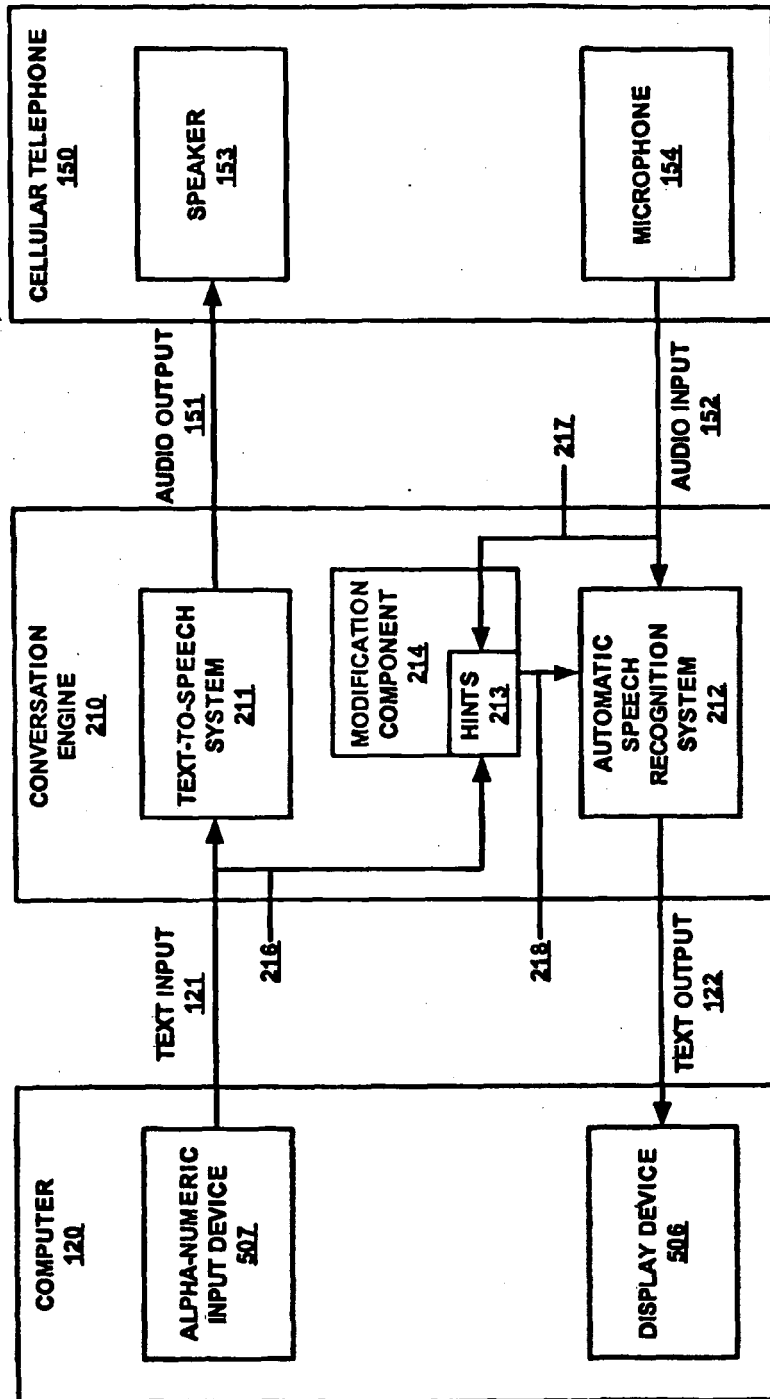 COMPUTER
120
ALPHA-NUMERIC
INPUT DEVICE
507
DISPLAY DEVICE
506
TEXT INPUT
121
TEXT OUTPUT
122
CONVERSATION
ENGINE
210
TEXT-TO-SPEECH
SYSTEM
211
216
MODIFICATION
COMPONENT
214
HINTS
213
217
218
AUTOMATIC
SPEECH
RECOGNITION
SYSTEM
212
AUDIO OUTPUT
151
AUDIO INPUT
152
CELLULAR TELEPHONE
150
SPEAKER
153
MICROPHONE
154